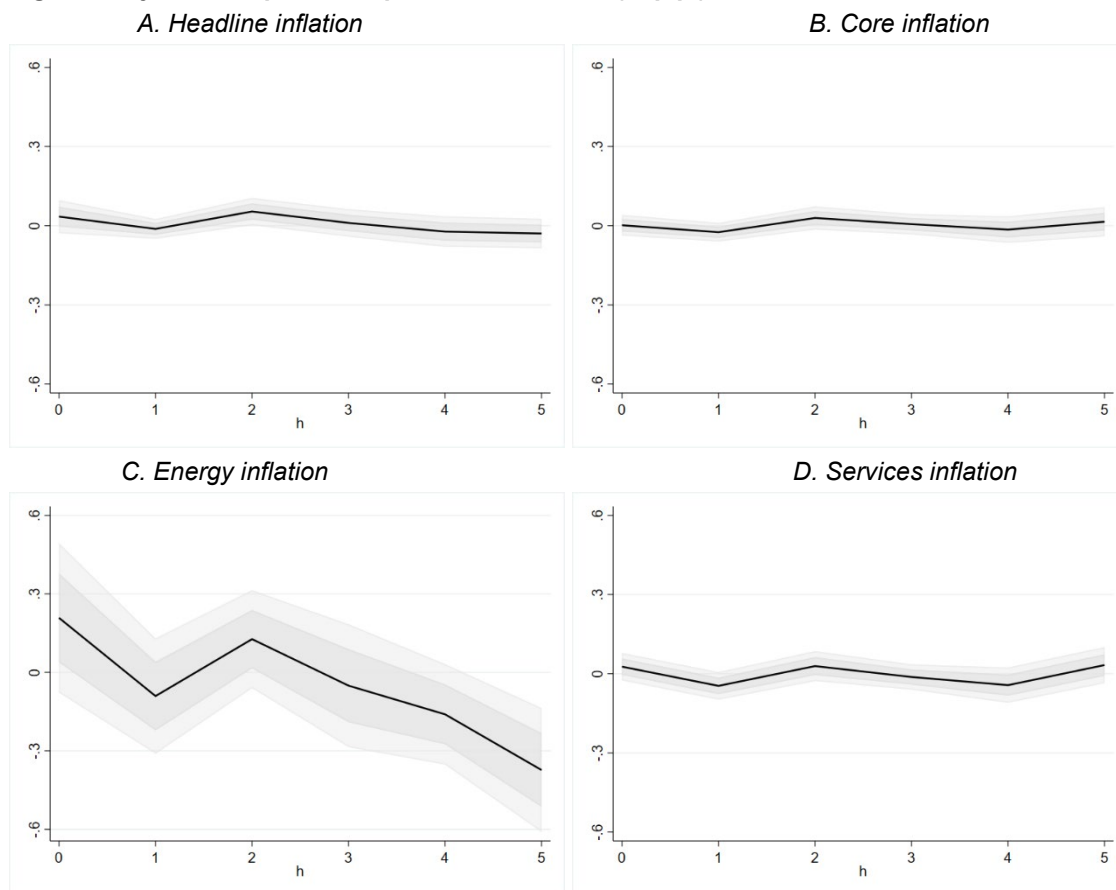 A. Headline inflation
B. Core inflation
.6
.3
0
-.3
-.6
0 1 2 3 4 5
h
.6
.3
0
-.3
-.6
0 1 2 3 4 5
h
C. Energy inflation
D. Services inflation
.6
.3
0
-.3
-.6
0 1 2 3 4 5
h
.6
.3
0
-.3
-.6
0 1 2 3 4 5
h